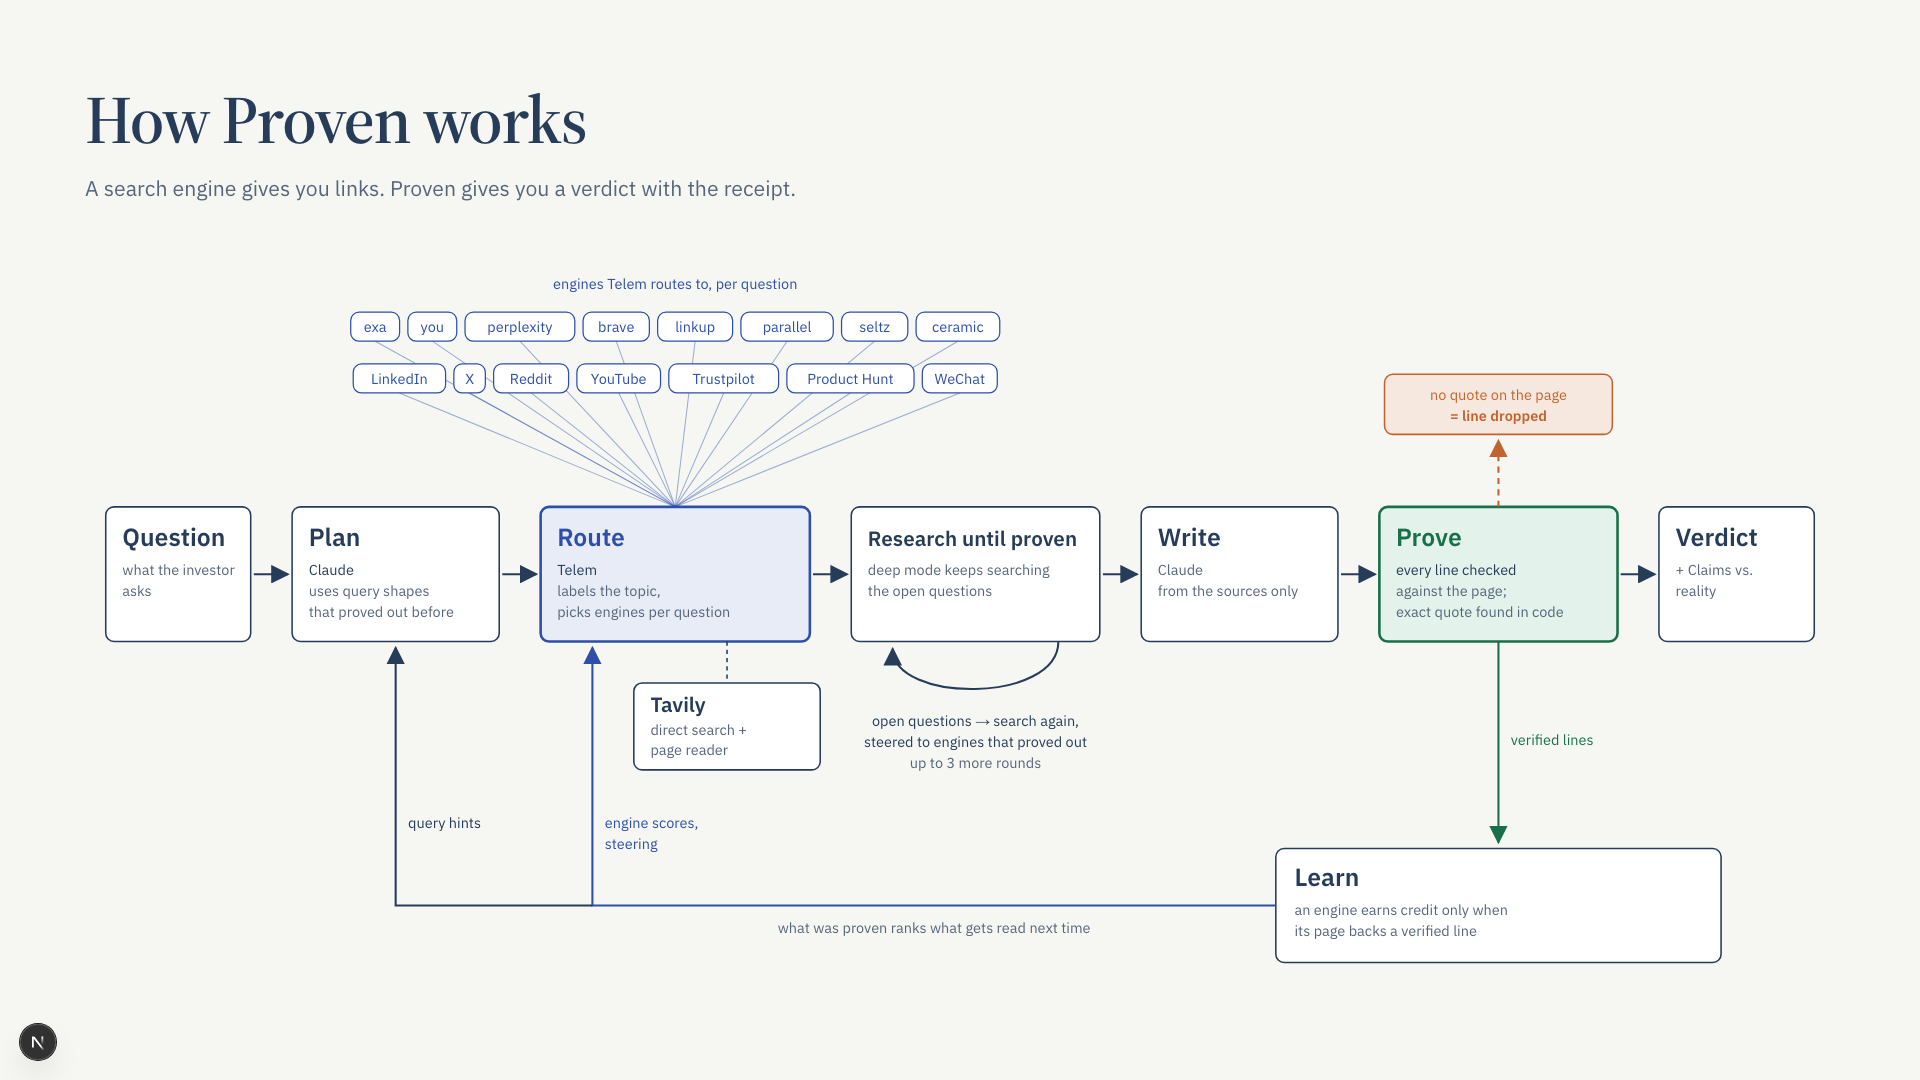 How Proven works
A search engine gives you links. Proven gives you a verdict with the receipt.
engines Telem routes to, per question
exa
you
perplexity
brave
linkup
parallel
seltz
ceramic
LinkedIn
X
Reddit
YouTube
Trustpilot
Product Hunt
WeChat
no quote on the page
= line dropped
Question
what the investor
asks
Plan
Claude
uses query shapes
that proved out before
Route
Telem
labels the topic,
picks engines per question
Research until proven
deep mode keeps searching
the open questions
Write
Claude
from the sources only
Prove
every line checked
against the page;
exact quote found in code
Verdict
+ Claims vs.
reality
Tavily
direct search +
page reader
open questions → search again,
steered to engines that proved out
up to 3 more rounds
verified lines
query hints
engine scores,
steering
Learn
an engine earns credit only when
its page backs a verified line
what was proven ranks what gets read next time
N